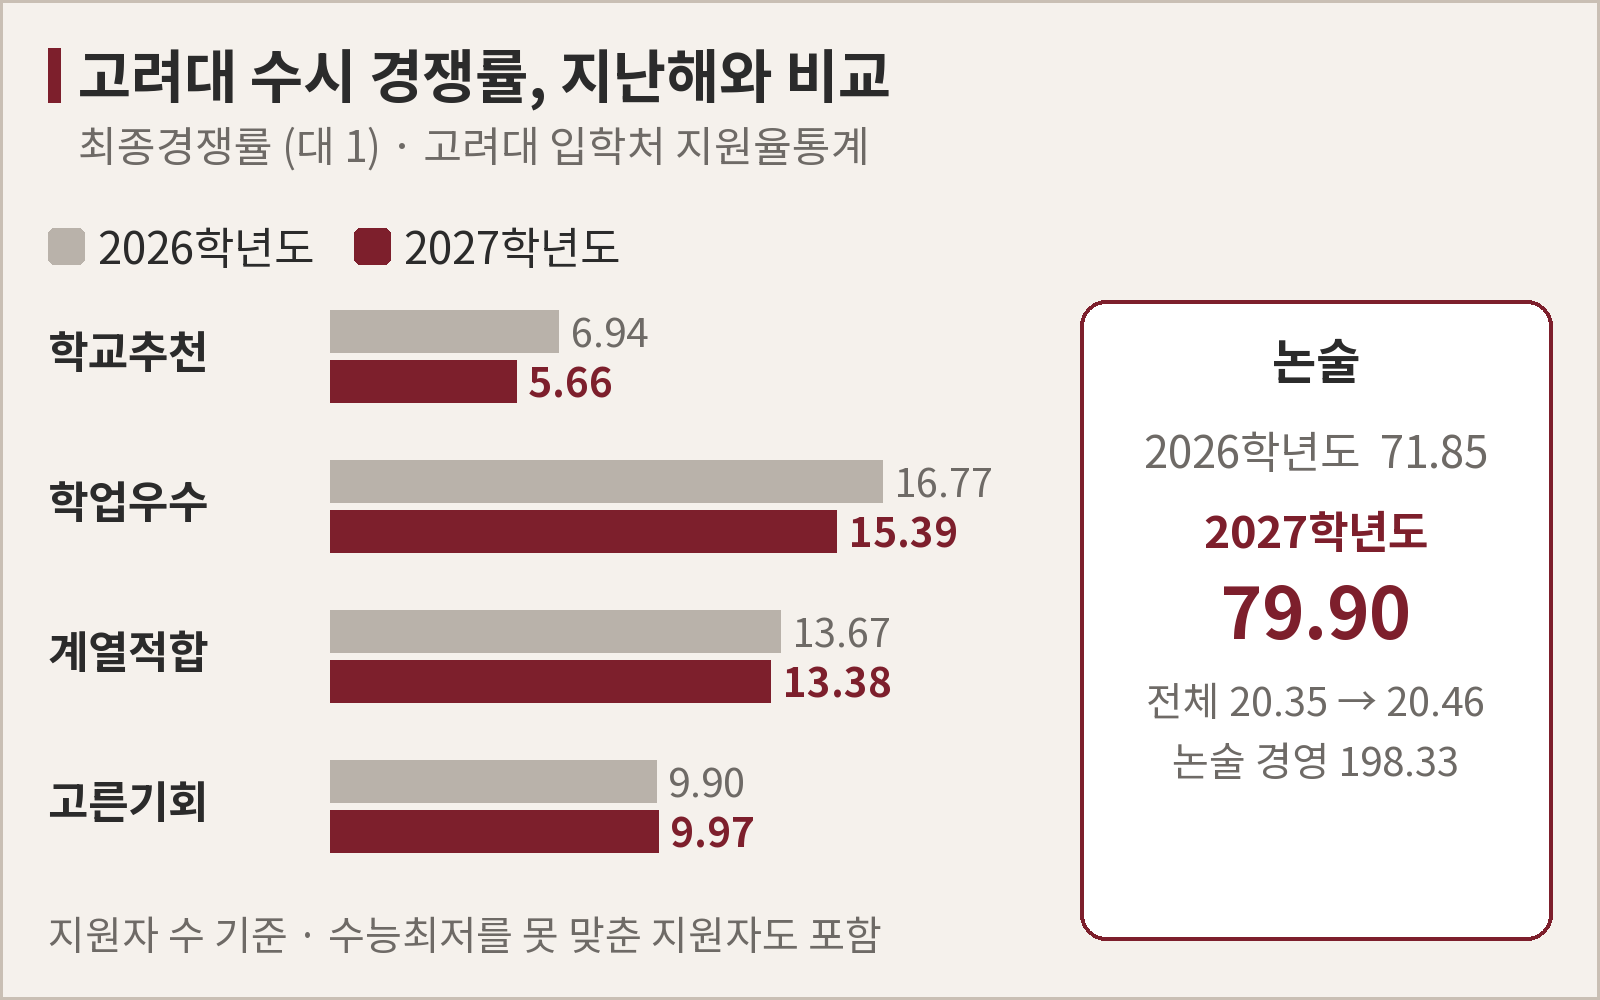 고려대 수시 경쟁률, 지난해와 비교
최종경쟁률 (대 1) · 고려대 입학처 지원율통계
2026학년도 2027학년도
학교추천
6.94
5.66
학업우수
16.77
15.39
계열적합
13.67
13.38
고른기회
9.90
9.97
논술
2026학년도 71.85
2027학년도
79.90
전체 20.35 → 20.46
논술 경영 198.33
지원자 수 기준 · 수능최저를 못 맞춘 지원자도 포함